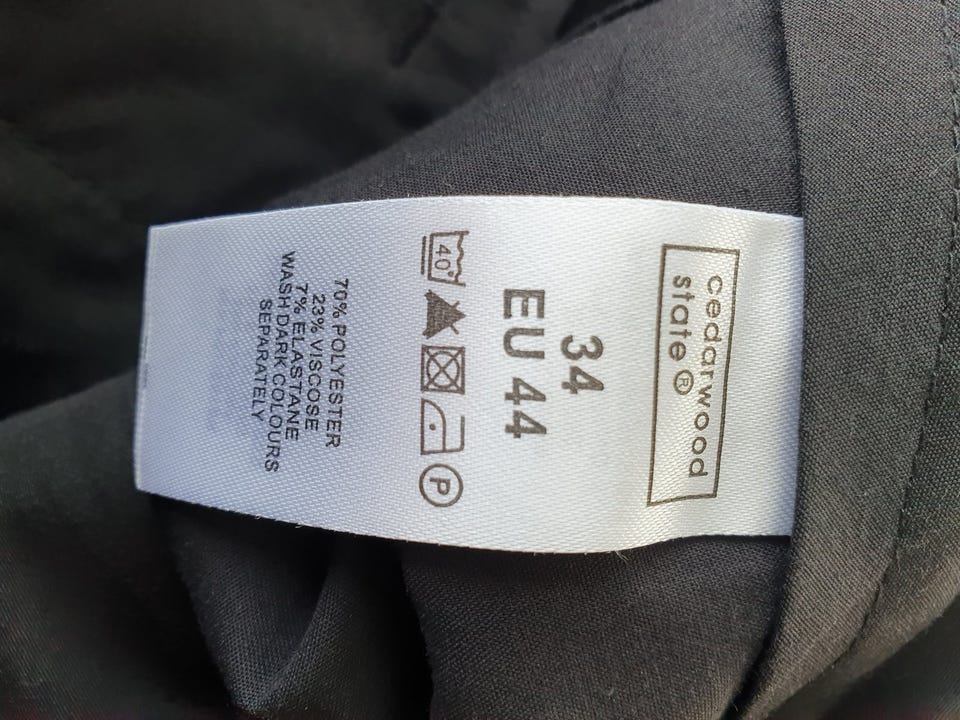 cedarwood
state®
34
EU 44
40° P
70% POLYESTER
23% VISCOSE
7% ELASTANE
WASH DARK COLOURS
SEPARATELY